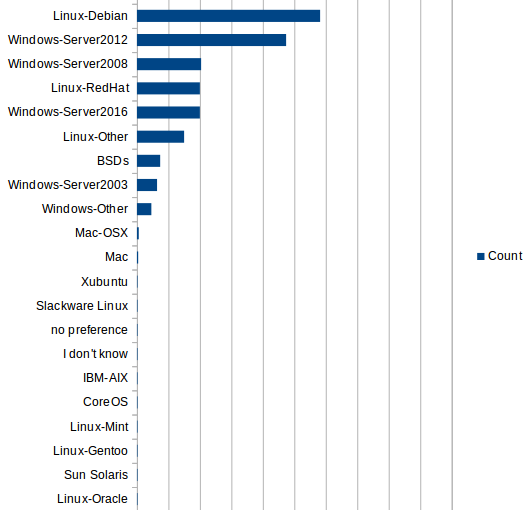 Linux-Debian
Windows-Server2012
Windows-Server2008
Linux-RedHat
Windows-Server2016
Linux-Other
BSDs
Windows-Server2003
Windows-Other
Mac-OSX
Mac
Count
Xubuntu
Slackware Linux
no preference
I don't know
IBM-AIX
CoreOS
Linux-Mint
Linux-Gentoo
Sun Solaris
Linux-Oracle